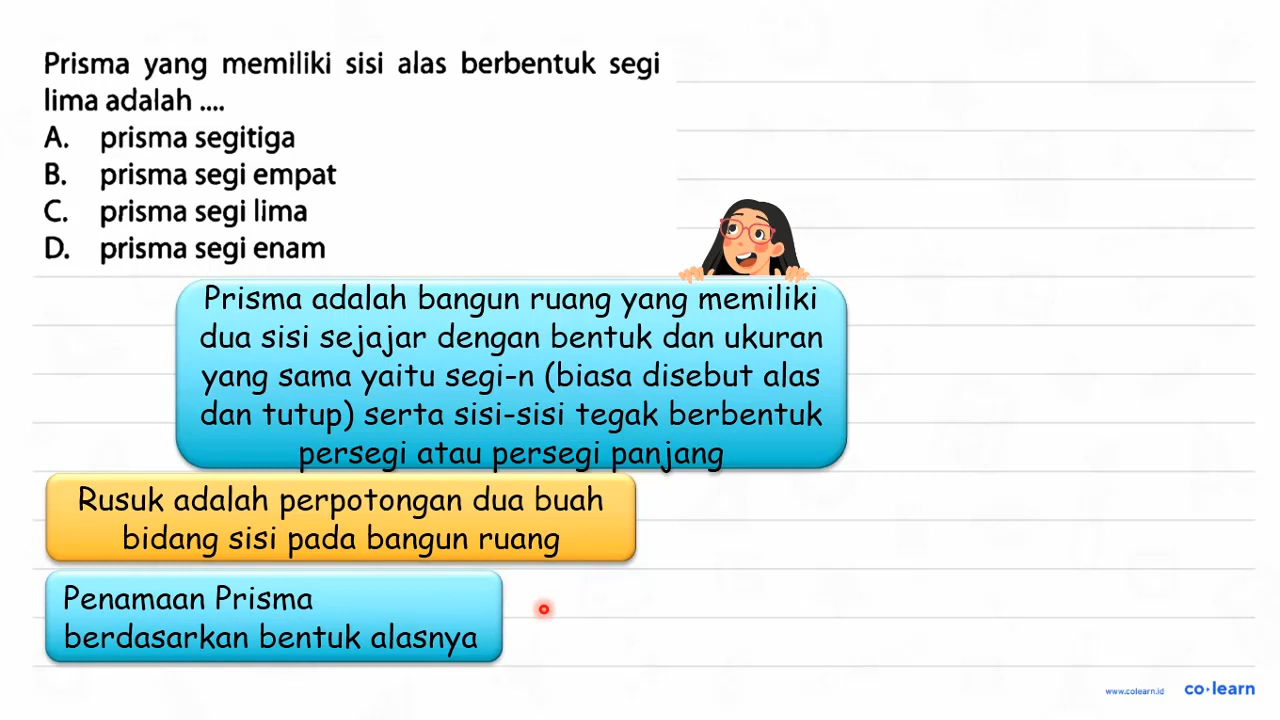 Prisma yang memiliki sisi alas berbentuk segi
lima adalah ....
A. prisma segitiga
B. prisma segi empat
C. prisma segi lima
D. prisma segi enam
Prisma adalah bangun ruang yang memiliki
dua sisi sejajar dengan bentuk dan ukuran
yang sama yaitu segi-n (biasa disebut alas
dan tutup) serta sisi-sisi tegak berbentuk
persegi atau persegi panjang
Rusuk adalah perpotongan dua buah
bidang sisi pada bangun ruang
Penamaan Prisma
berdasarkan bentuk alasnya
www.colearn.id
co·learn